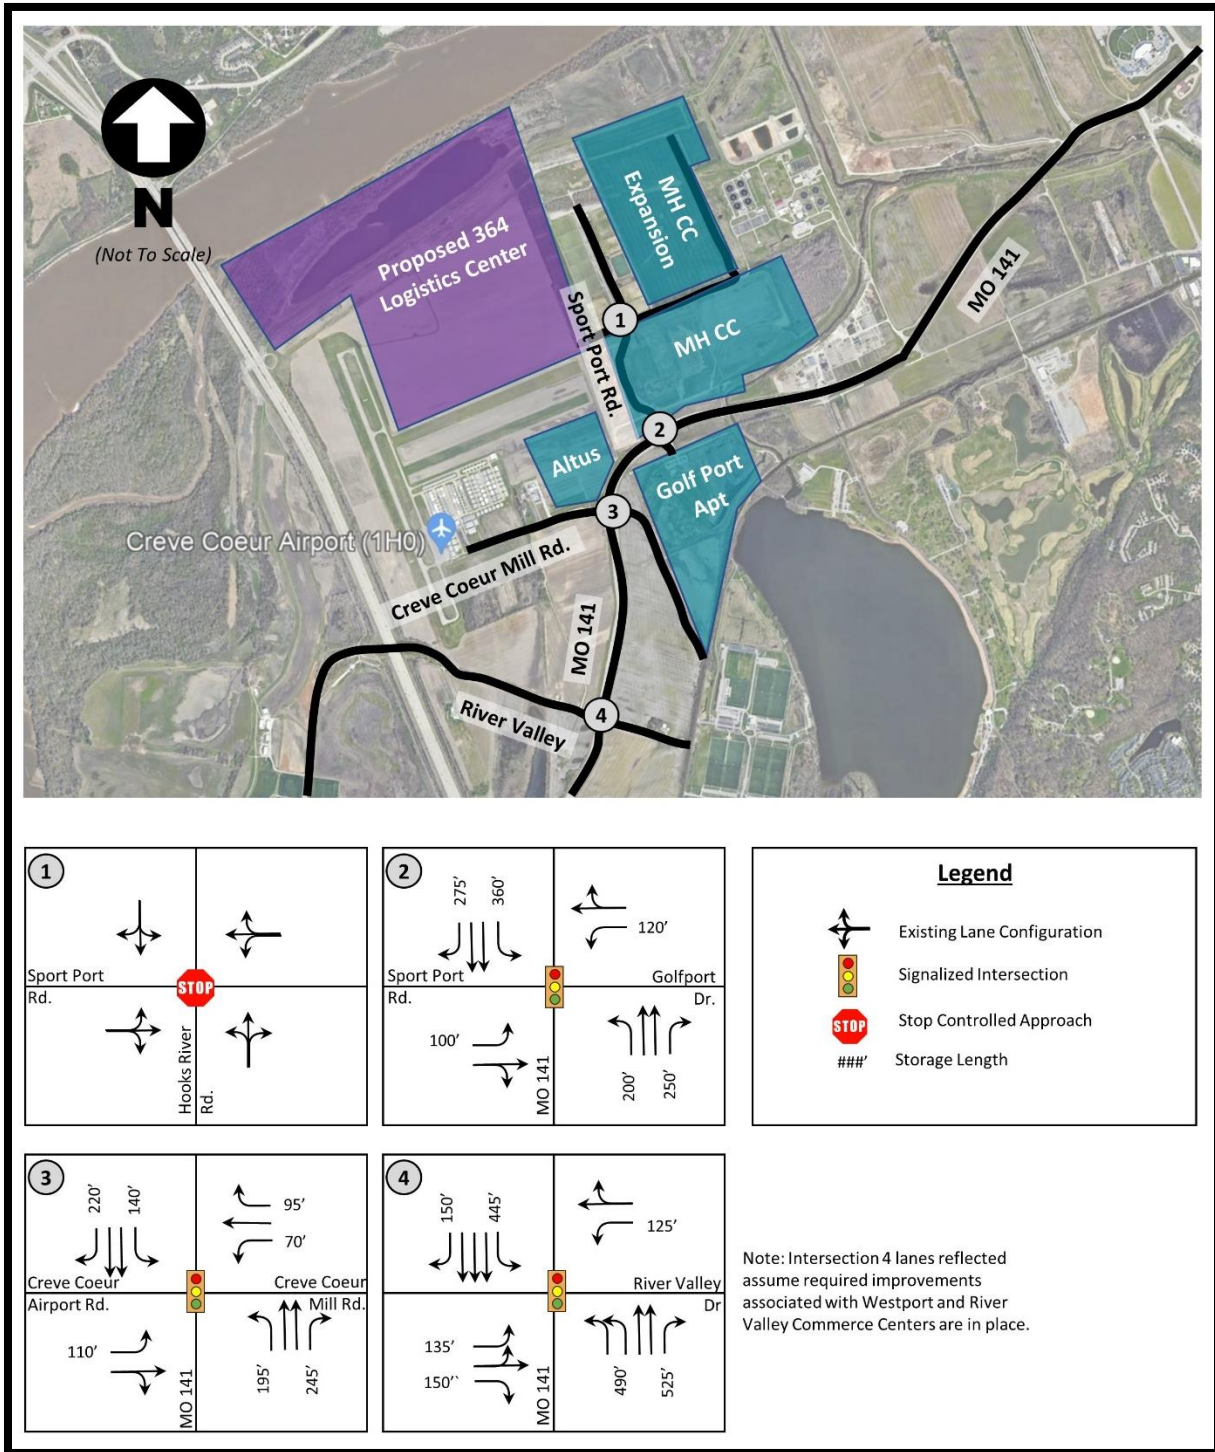 N
(Not To Scale)
Proposed 364
Logistics Center
MH CC
Expansion
MH CC
Sport Port Rd.
MO 141
1
2
3
4
Altus
Golf Port
Apt
Creve Coeur Airport (1H0)
Creve Coeur Mill Rd.
MO 141
River Valley
1
Sport Port
Rd.
STOP
Hooks River
Rd.
2
275'
360'
120'
Sport Port
Rd.
Golfport
Dr.
100'
MO 141
200'
250'
Legend
Existing Lane Configuration
Signalized Intersection
STOP
Stop Controlled Approach
###'
Storage Length
3
220'
140'
95'
70'
Creve Coeur
Airport Rd.
Creve Coeur
Mill Rd.
110'
MO 141
195'
245'
4
150'
445'
125'
River Valley
Dr
135'
150'`
MO 141
490'
525'
Note: Intersection 4 lanes reflected
assume required improvements
associated with Westport and River
Valley Commerce Centers are in place.